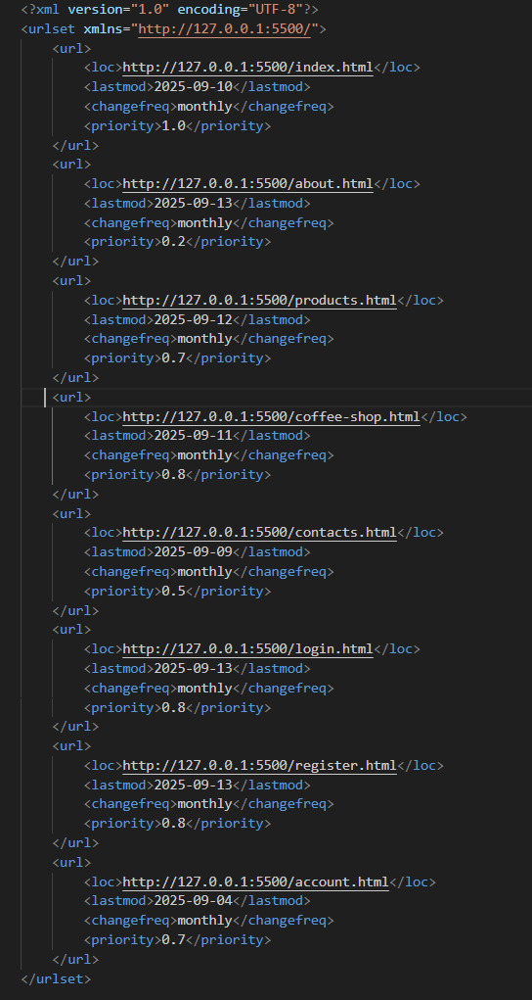 <?xml version="1.0" encoding="UTF-8"?>
<urlset xmlns="http://127.0.0.1:5500/">
<url>
<loc>http://127.0.0.1:5500/index.html</loc>
<lastmod>2025-09-10</lastmod>
<changefreq>monthly</changefreq>
<priority>1.0</priority>
</url>
<url>
<loc>http://127.0.0.1:5500/about.html</loc>
<lastmod>2025-09-13</lastmod>
<changefreq>monthly</changefreq>
<priority>0.2</priority>
</url>
<url>
<loc>http://127.0.0.1:5500/products.html</loc>
<lastmod>2025-09-12</lastmod>
<changefreq>monthly</changefreq>
<priority>0.7</priority>
</url>
<url>
<loc>http://127.0.0.1:5500/coffee-shop.html</loc>
<lastmod>2025-09-11</lastmod>
<changefreq>monthly</changefreq>
<priority>0.8</priority>
</url>
<url>
<loc>http://127.0.0.1:5500/contacts.html</loc>
<lastmod>2025-09-09</lastmod>
<changefreq>monthly</changefreq>
<priority>0.5</priority>
</url>
<url>
<loc>http://127.0.0.1:5500/login.html</loc>
<lastmod>2025-09-13</lastmod>
<changefreq>monthly</changefreq>
<priority>0.8</priority>
</url>
<url>
<loc>http://127.0.0.1:5500/register.html</loc>
<lastmod>2025-09-13</lastmod>
<changefreq>monthly</changefreq>
<priority>0.8</priority>
</url>
<url>
<loc>http://127.0.0.1:5500/account.html</loc>
<lastmod>2025-09-04</lastmod>
<changefreq>monthly</changefreq>
<priority>0.7</priority>
</url>
</urlset>